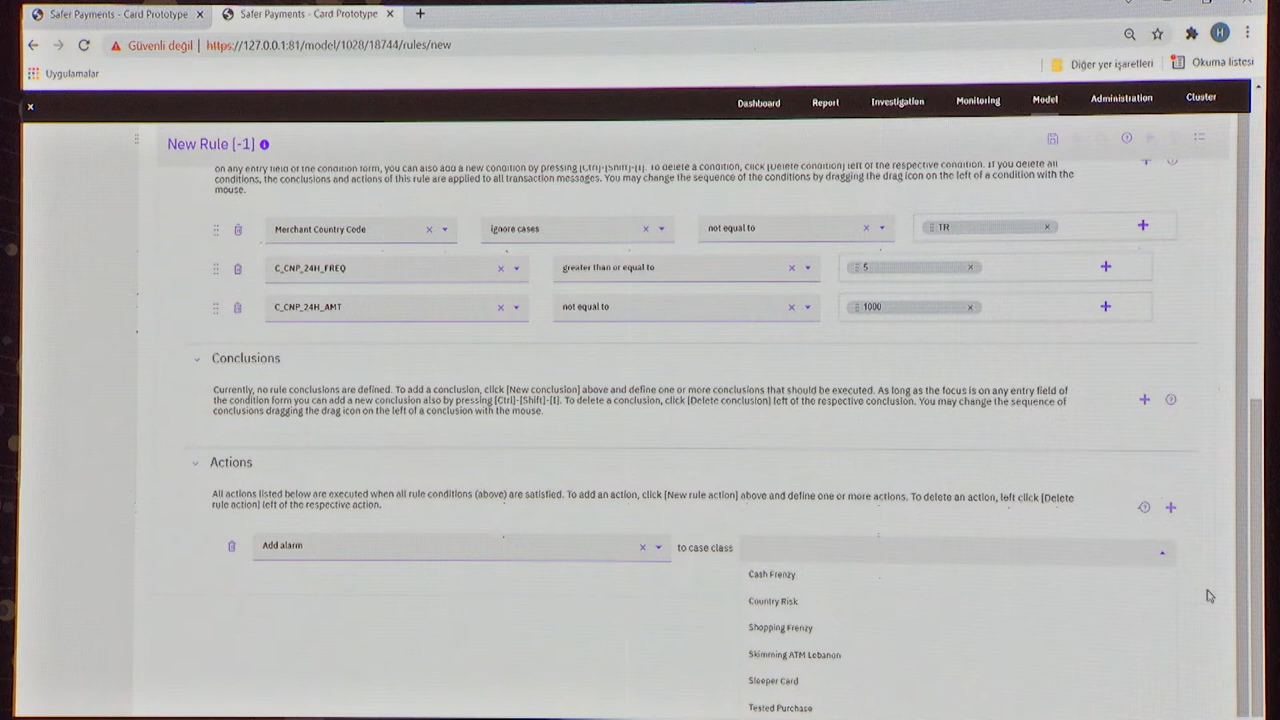 Safer Payments - Card Prototype
Safer Payments - Card Prototype
Güvenli değil | https://127.0.0.1:81/model/1028/18744/rules/new
H
Uygulamalar
Diğer yer işaretleri
Okuma listesi
Dashboard Report Investigation Monitoring Model Administration Cluster
New Rule [-1]
on any entry field of the condition form, you can also add a new condition by pressing [Ctrl]-[Shift]-[I]. To delete a condition, click [Delete condition] left of the respective condition. If you delete all
conditions, the conclusions and actions of this rule are applied to all transaction messages. You may change the sequence of the conditions by dragging the drag icon on the left of a condition with the
mouse.
Merchant Country Code ignore cases not equal to TR
C_CNP_24H_FREQ greater than or equal to 5
C_CNP_24H_AMT not equal to 1000
Conclusions
Currently, no rule conclusions are defined. To add a conclusion, click [New conclusion] above and define one or more conclusions that should be executed. As long as the focus is on any entry field of
the condition form you can add a new conclusion also by pressing [Ctrl]-[Shift]-[I]. To delete a conclusion, click [Delete conclusion] left of the respective conclusion. You may change the sequence of
conclusions dragging the drag icon on the left of a conclusion with the mouse.
Actions
All actions listed below are executed when all rule conditions (above) are satisfied. To add an action, click [New rule action] above and define one or more actions. To delete an action, left click [Delete
rule action] left of the respective action.
Add alarm to case class
Cash Frenzy
Country Risk
Shopping Frenzy
Skimming ATM Lebanon
Sleeper Card
Tested Purchase